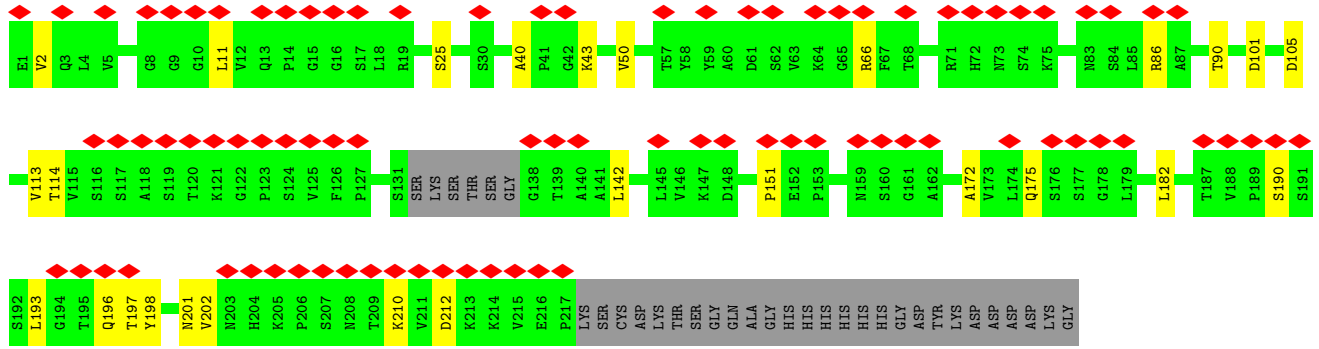 E1 V2 Q3 L4 V5 G8 G9 G10 L11 V12 Q13 P14 G15 G16 S17 L18 R19 S25 S30 A40 P41 G42 K43 V50 T57 Y58 Y59 A60 D61 S62 V63 K64 G65 R66 F67 T68 R71 H72 N73 S74 K75 N83 S84 L85 R86 A87 T90 D101 D105
V113 T114 V115 S116 S117 A118 S119 T120 K121 G122 P123 S124 V125 F126 P127 S131 SER LYS SER THR SER GLY G138 T139 A140 A141 L142 L145 V146 K147 D148 P151 E152 P153 N159 S160 G161 A162 A172 V173 L174 Q175 S176 S177 G178 L179 L182 T187 V188 P189 S190 S191
S192 L193 G194 T195 Q196 T197 Y198 N201 V202 N203 H204 K205 P206 S207 N208 T209 K210 V211 D212 K213 K214 V215 E216 P217 LYS SER CYS ASP LYS THR SER GLY GLN ALA GLY HIS HIS HIS HIS HIS HIS GLY ASP TYR LYS ASP ASP ASP ASP LYS GLY